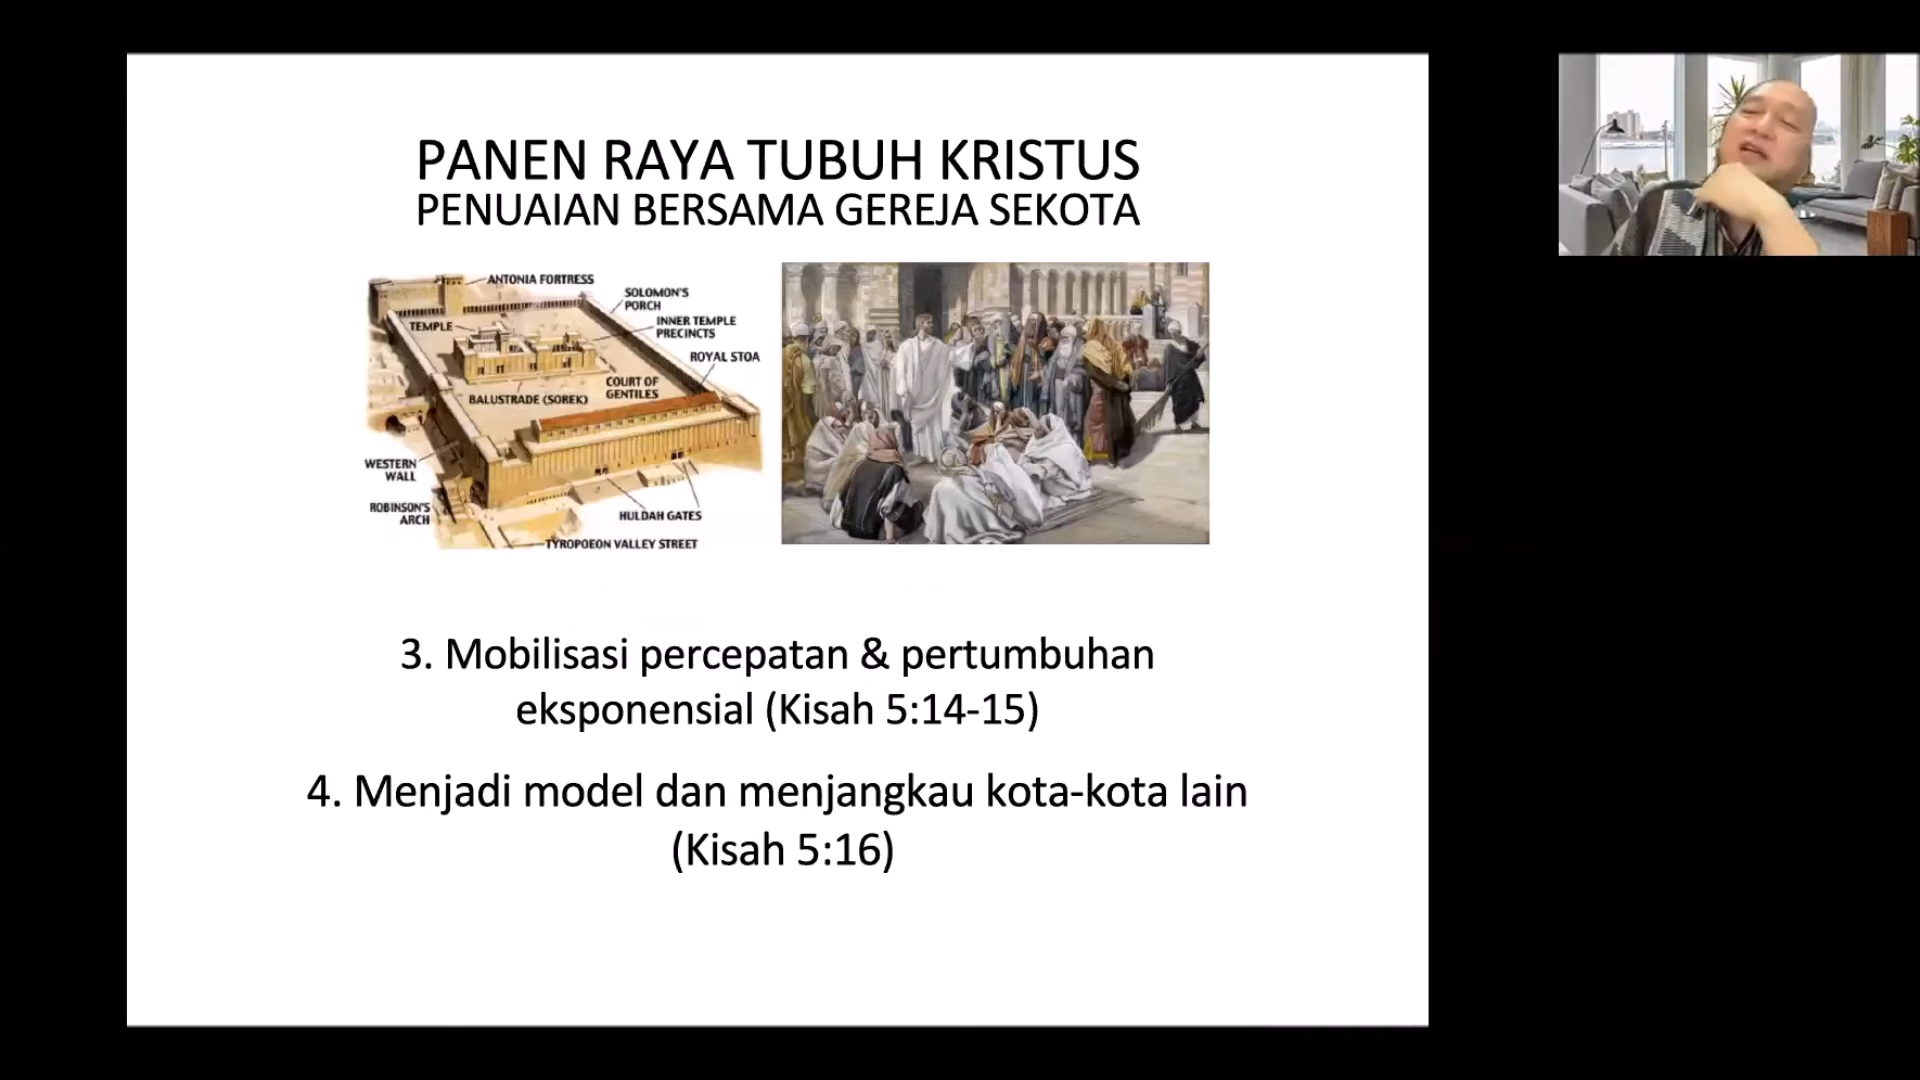 PANEN RAYA TUBUH KRISTUS
PENUAIAN BERSAMA GEREJA SEKOTA
ANTONIA FORTRESS
SOLOMON'S
PORCH
TEMPLE
INNER TEMPLE
PRECINCTS
ROYAL STOA
COURT OF
GENTILES
BALUSTRADE (SOREK)
WESTERN
WALL
ROBINSON'S
ARCH
HULDAH GATES
TYROPOEON VALLEY STREET
3. Mobilisasi percepatan & pertumbuhan
eksponensial (Kisah 5:14-15)
4. Menjadi model dan menjangkau kota-kota lain
(Kisah 5:16)